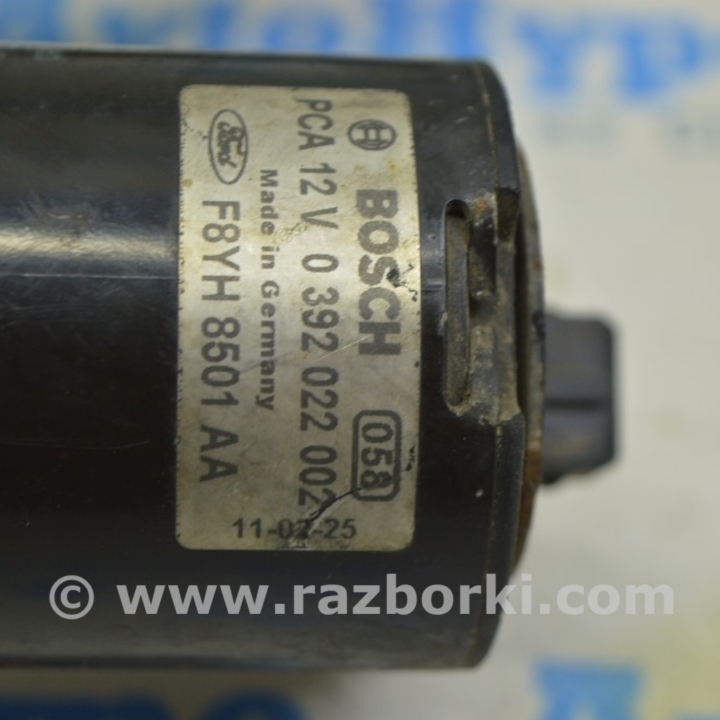 BOSCH 058
PCA 12 V 0 392 022 002
Made in Germany
Ford F8YH 8501 AA
11-02-25
© www.razborki.com